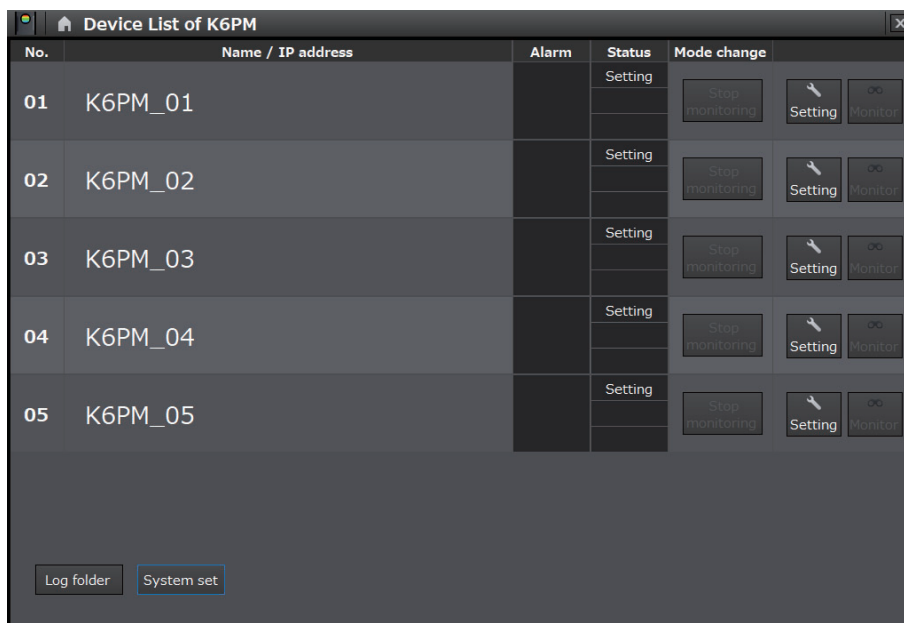 Device List of K6PM
No. Name / IP address Alarm Status Mode change
01 K6PM_01 Setting Stop monitoring Setting Monitor
02 K6PM_02 Setting Stop monitoring Setting Monitor
03 K6PM_03 Setting Stop monitoring Setting Monitor
04 K6PM_04 Setting Stop monitoring Setting Monitor
05 K6PM_05 Setting Stop monitoring Setting Monitor
Log folder System set